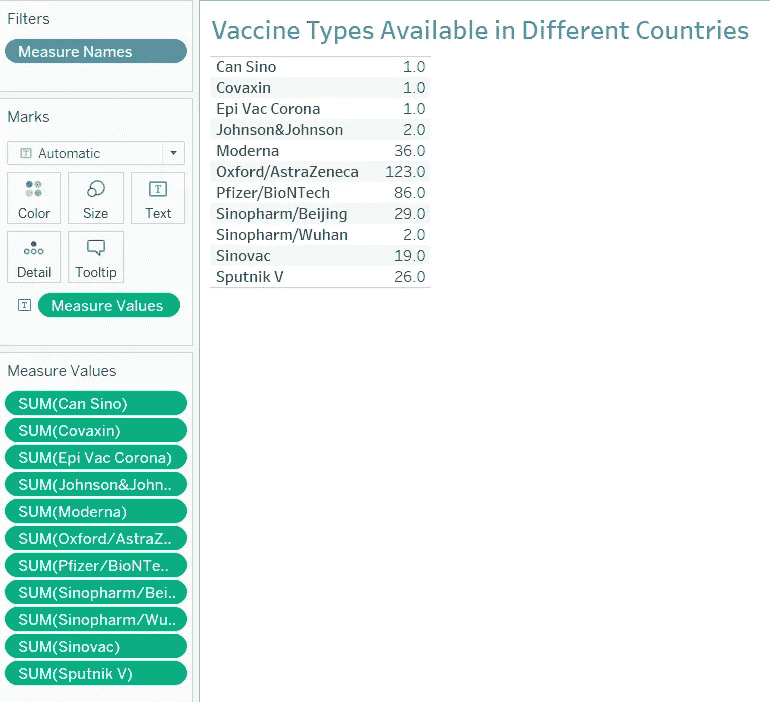 Filters
Measure Names
Marks
Automatic
Color Size Text
Detail Tooltip
Measure Values
Measure Values
SUM(Can Sino)
SUM(Covaxin)
SUM(Epi Vac Corona)
SUM(Johnson&John..
SUM(Moderna)
SUM(Oxford/AstraZ..
SUM(Pfizer/BioNTe..
SUM(Sinopharm/Bei..
SUM(Sinopharm/Wu..
SUM(Sinovac)
SUM(Sputnik V)
Vaccine Types Available in Different Countries
Can Sino 1.0
Covaxin 1.0
Epi Vac Corona 1.0
Johnson&Johnson 2.0
Moderna 36.0
Oxford/AstraZeneca 123.0
Pfizer/BioNTech 86.0
Sinopharm/Beijing 29.0
Sinopharm/Wuhan 2.0
Sinovac 19.0
Sputnik V 26.0